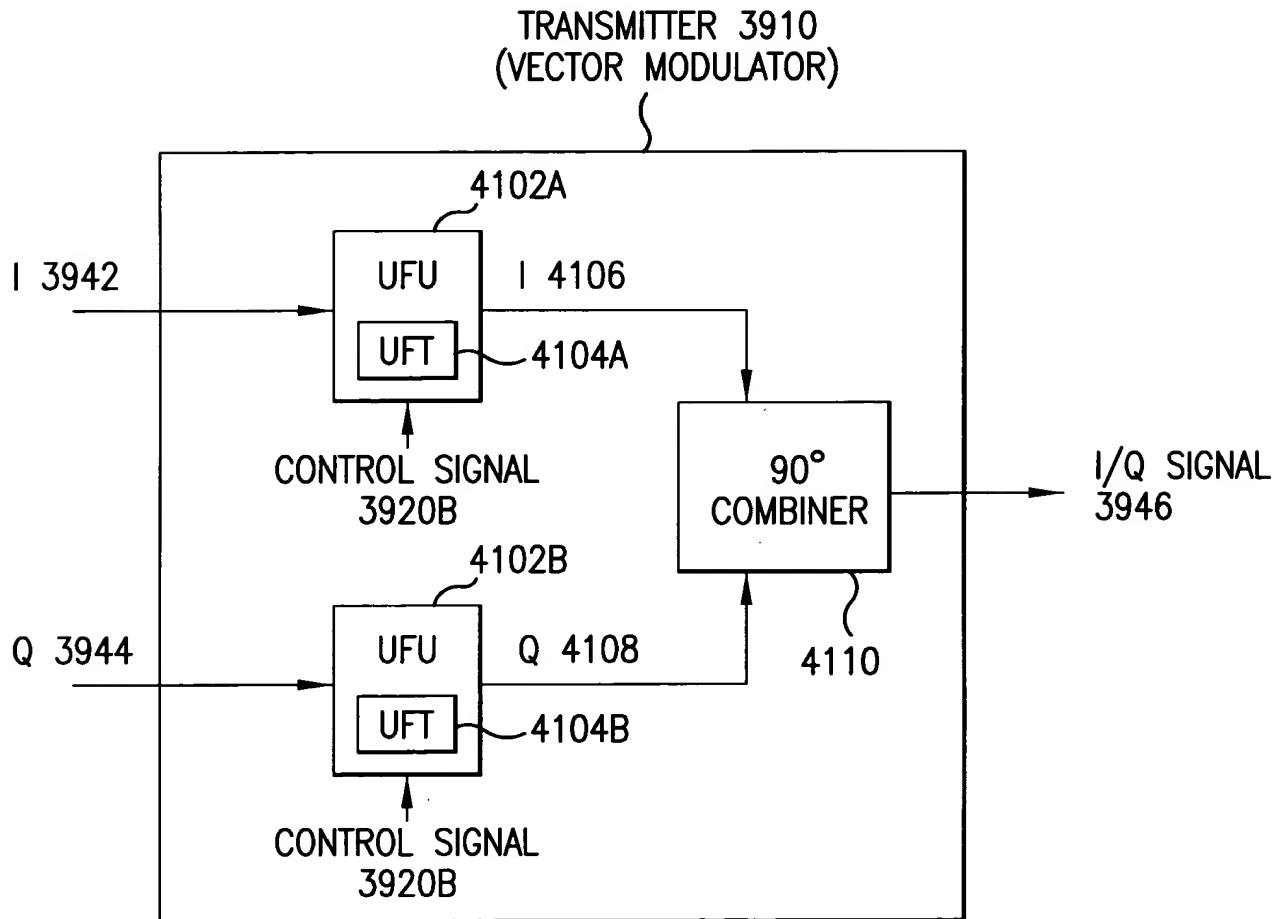 TRANSMITTER 3910
(VECTOR MODULATOR)
4102A
I 3942
UFU
I 4106
UFT
4104A
CONTROL SIGNAL
3920B
90°
COMBINER
I/Q SIGNAL
3946
4102B
Q 3944
UFU
Q 4108
4110
UFT
4104B
CONTROL SIGNAL
3920B